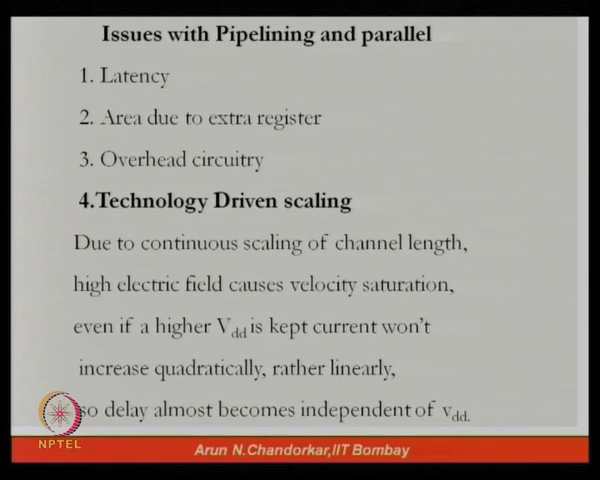 Issues with Pipelining and parallel
1. Latency
2. Area due to extra register
3. Overhead circuitry
4.Technology Driven scaling
Due to continuous scaling of channel length,
high electric field causes velocity saturation,
even if a higher Vdd is kept current won't
increase quadratically, rather linearly,
so delay almost becomes independent of vdd.
NPTEL
Arun N.Chandorkar,IIT Bombay